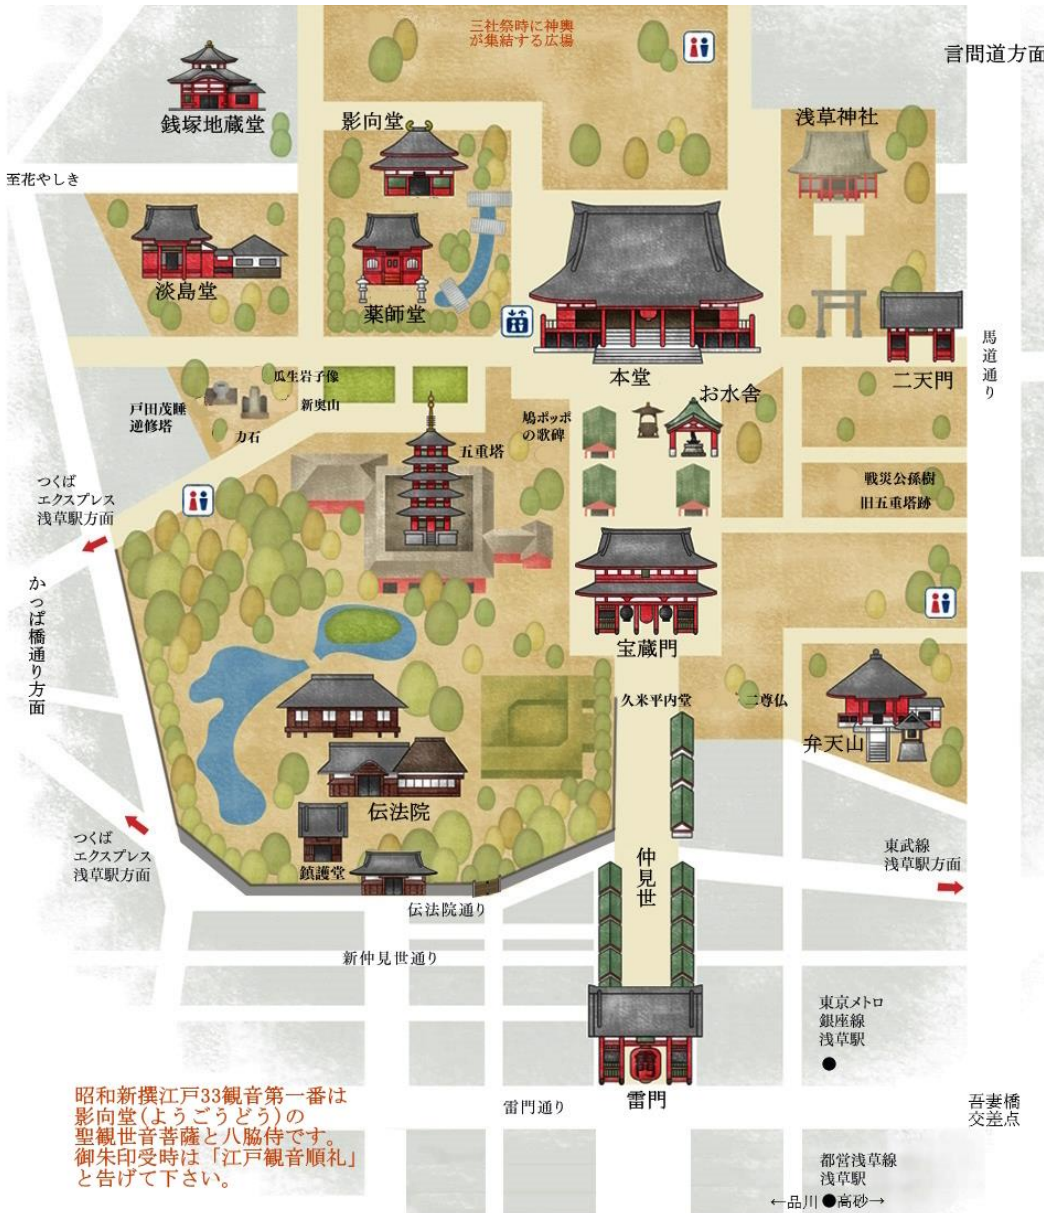 三社祭時に神輿
が集結する広場
言問道方面
銭塚地蔵堂
影向堂
浅草神社
至花やしき
淡島堂
薬師堂
本堂
二天門
馬道通り
瓜生岩子像
新奥山
戸田茂睡
逆修塔
力石
鳩ポッポ
の歌碑
お水舎
五重塔
戦災公孫樹
旧五重塔跡
つくば
エクスプレス
浅草駅方面
かっぱ橋通り方面
宝蔵門
久米平内堂
二尊仏
弁天山
伝法院
鎮護堂
つくば
エクスプレス
浅草駅方面
仲見世
東武線
浅草駅方面
伝法院通り
新仲見世通り
東京メトロ
銀座線
浅草駅
昭和新撰江戸33観音第一番は
影向堂(ようごうどう)の
聖観世音菩薩と八脇侍です。
御朱印受時は「江戸観音順礼」
と告げて下さい。
雷門通り
雷門
吾妻橋
交差点
都営浅草線
浅草駅
←品川●高砂→